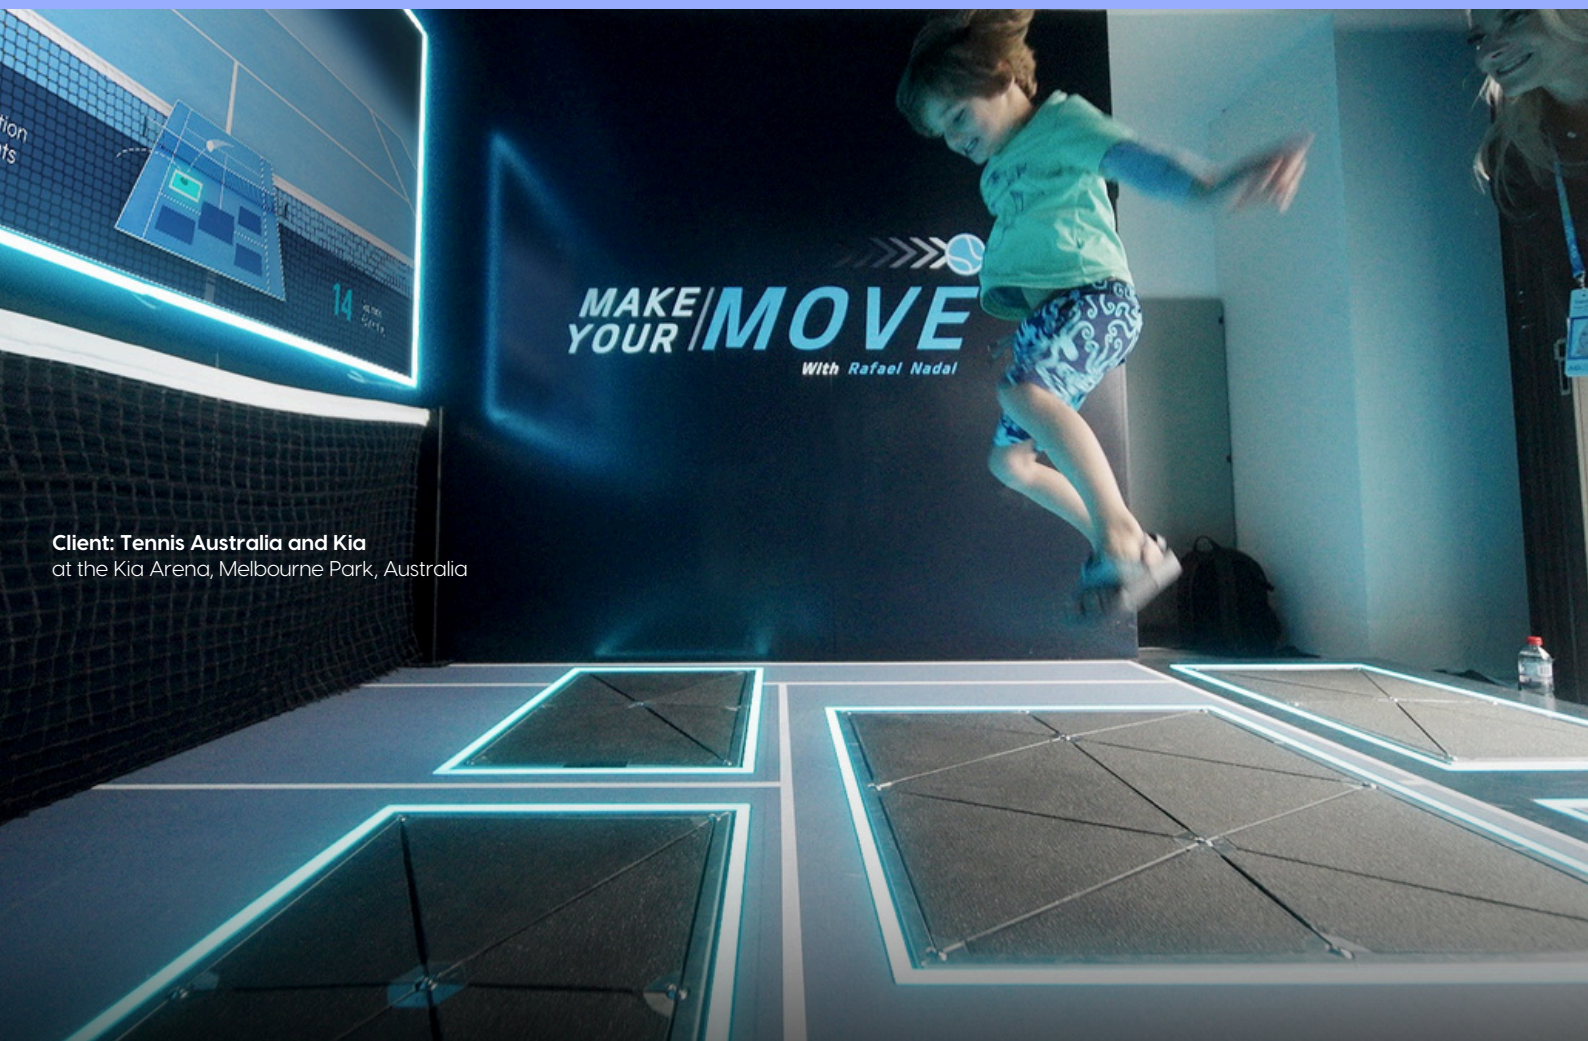 14
MAKE
YOUR
MOVE
With Rafael Nadal
Client: Tennis Australia and Kia
at the Kia Arena, Melbourne Park, Australia